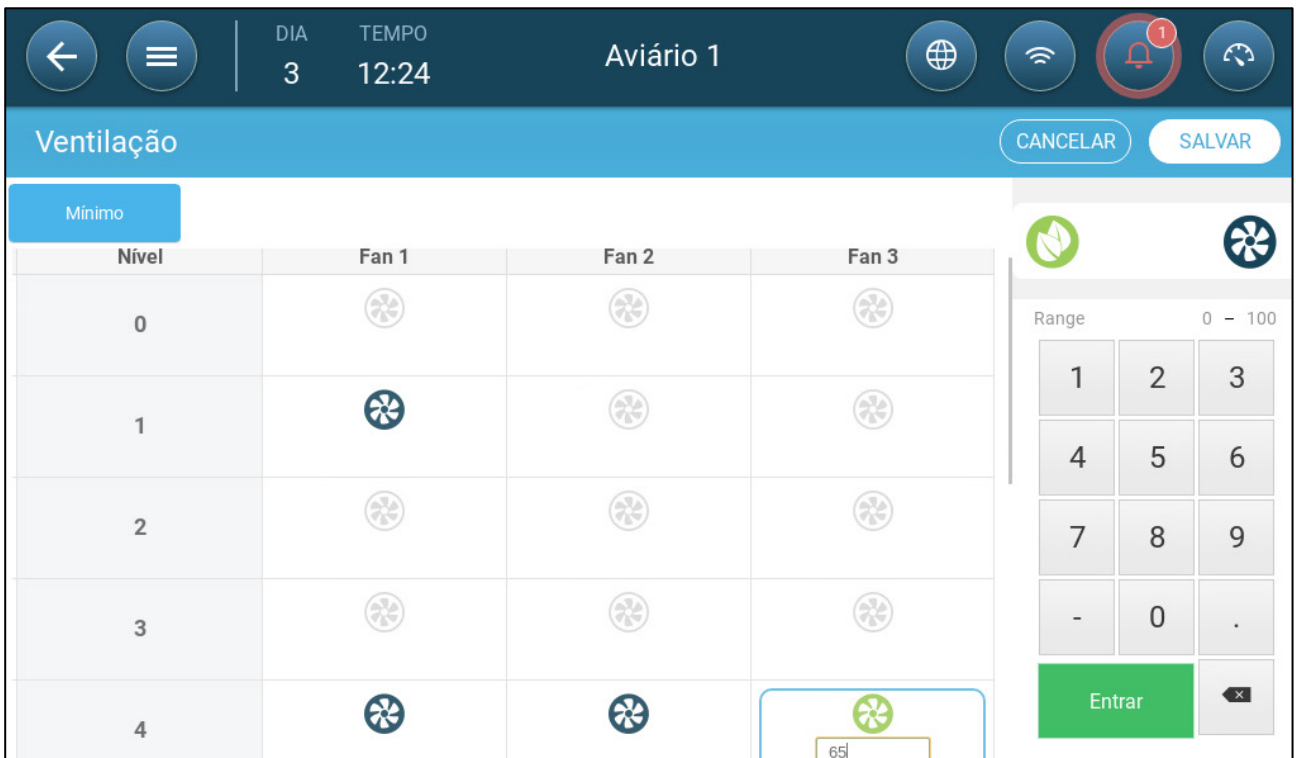 DIA TEMPO
3 12:24 Aviário 1 1
Ventilação CANCELAR SALVAR
Mínimo
Nível Fan 1 Fan 2 Fan 3
0
1
2
3
4
65
Range 0 – 100
1 2 3
4 5 6
7 8 9
- 0 .
Entrar